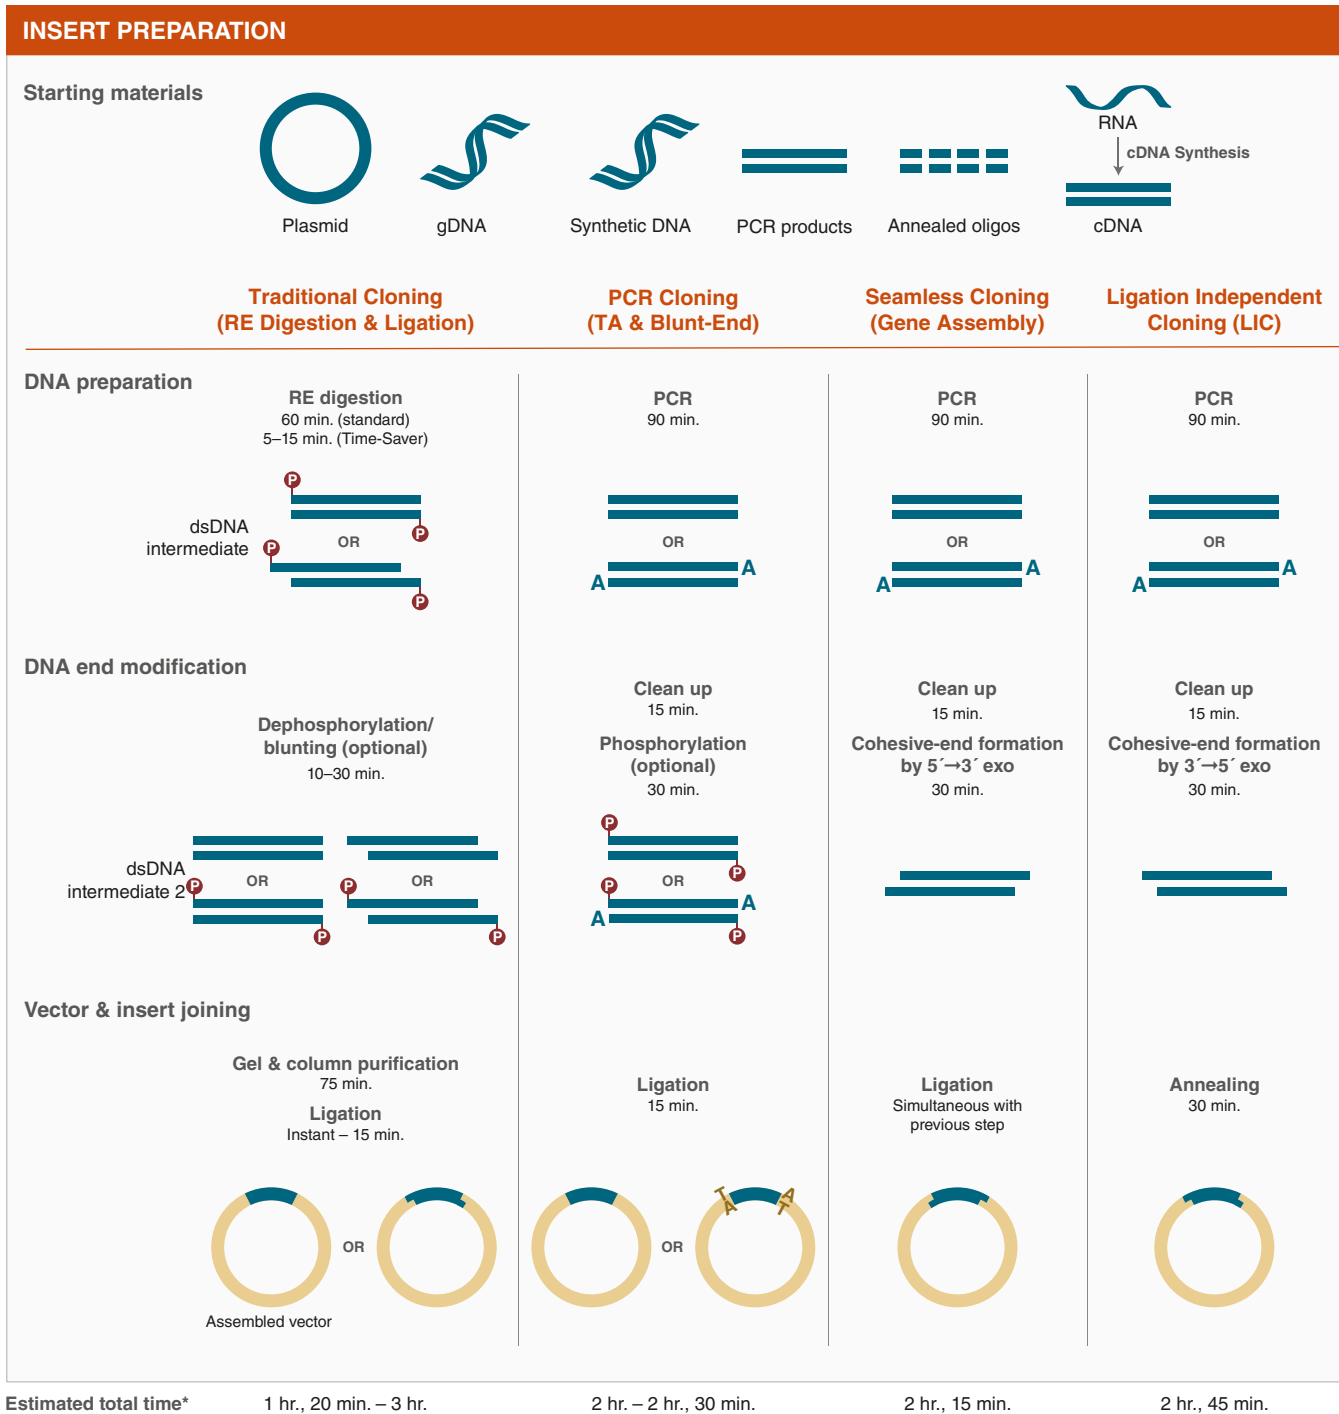 INSERT PREPARATION
Starting materials
RNA
cDNA Synthesis
Plasmid
gDNA
Synthetic DNA
PCR products
Annealed oligos
cDNA
Traditional Cloning
(RE Digestion & Ligation)
PCR Cloning
(TA & Blunt-End)
Seamless Cloning
(Gene Assembly)
Ligation Independent
Cloning (LIC)
DNA preparation
RE digestion
60 min. (standard)
5–15 min. (Time-Saver)
PCR
90 min.
PCR
90 min.
PCR
90 min.
dsDNA
intermediate
P
P
OR
P
P
OR
A
A
OR
A
A
OR
A
A
DNA end modification
Dephosphorylation/
blunting (optional)
10–30 min.
Clean up
15 min.
Phosphorylation
(optional)
30 min.
Clean up
15 min.
Cohesive-end formation
by 5´→3´ exo
30 min.
Clean up
15 min.
Cohesive-end formation
by 3´→5´ exo
30 min.
dsDNA
intermediate 2
OR
P
P
OR
P
P
P
P
OR
P
A
A
P
Vector & insert joining
Gel & column purification
75 min.
Ligation
Instant – 15 min.
Ligation
15 min.
Ligation
Simultaneous with
previous step
Annealing
30 min.
OR
Assembled vector
OR
T
A
A
T
Estimated total time*
1 hr., 20 min. – 3 hr.
2 hr. – 2 hr., 30 min.
2 hr., 15 min.
2 hr., 45 min.